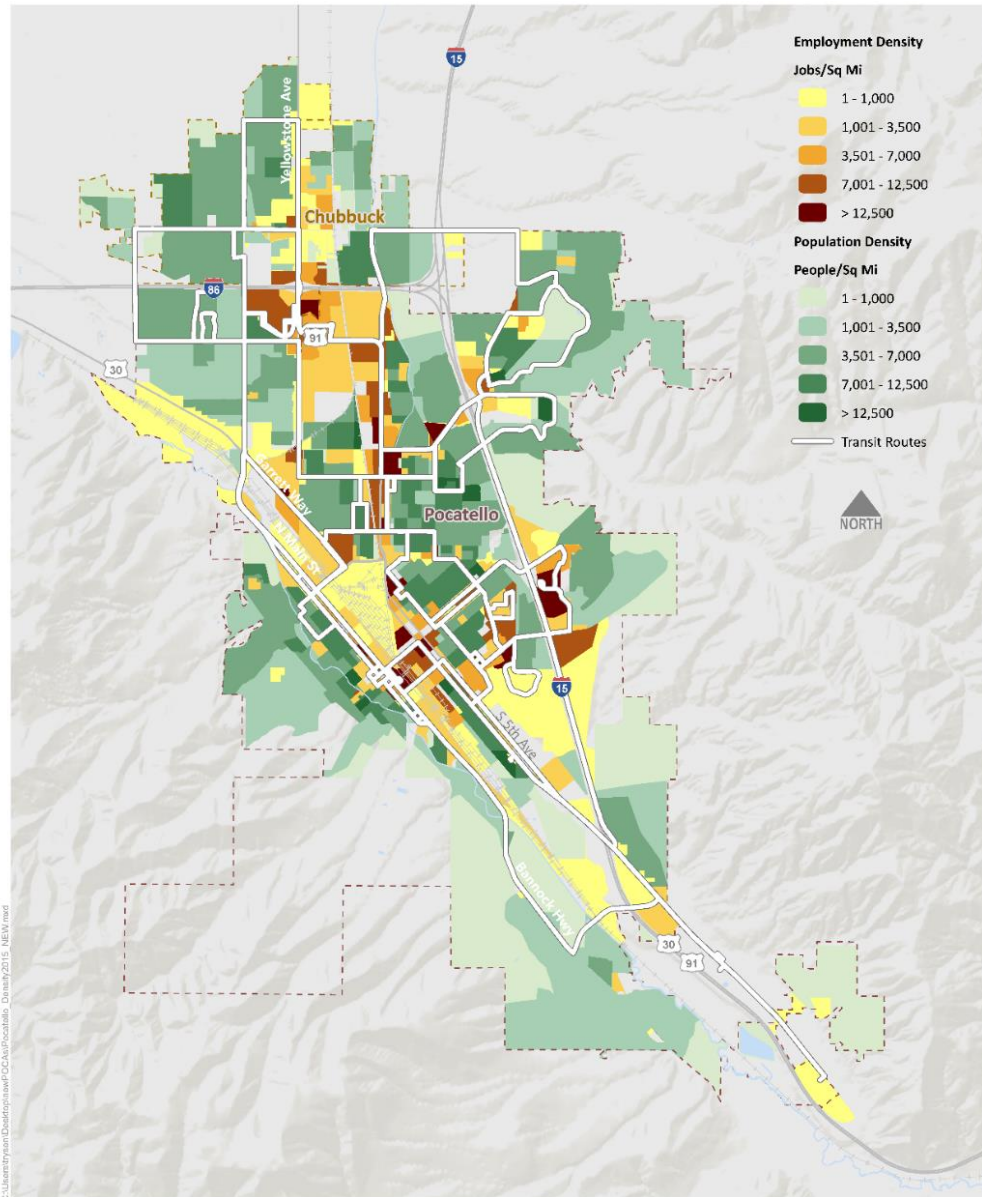 Employment Density
Jobs/Sq Mi
1 - 1,000
1,001 - 3,500
3,501 - 7,000
7,001 - 12,500
> 12,500
Population Density
People/Sq Mi
1 - 1,000
1,001 - 3,500
3,501 - 7,000
7,001 - 12,500
> 12,500
Transit Routes
NORTH
15
Yellowstone Ave
Chubbuck
86
91
30
Garrett Way
N Main St
Pocatello
15
S 5th Ave
Bannock Hwy
30
91